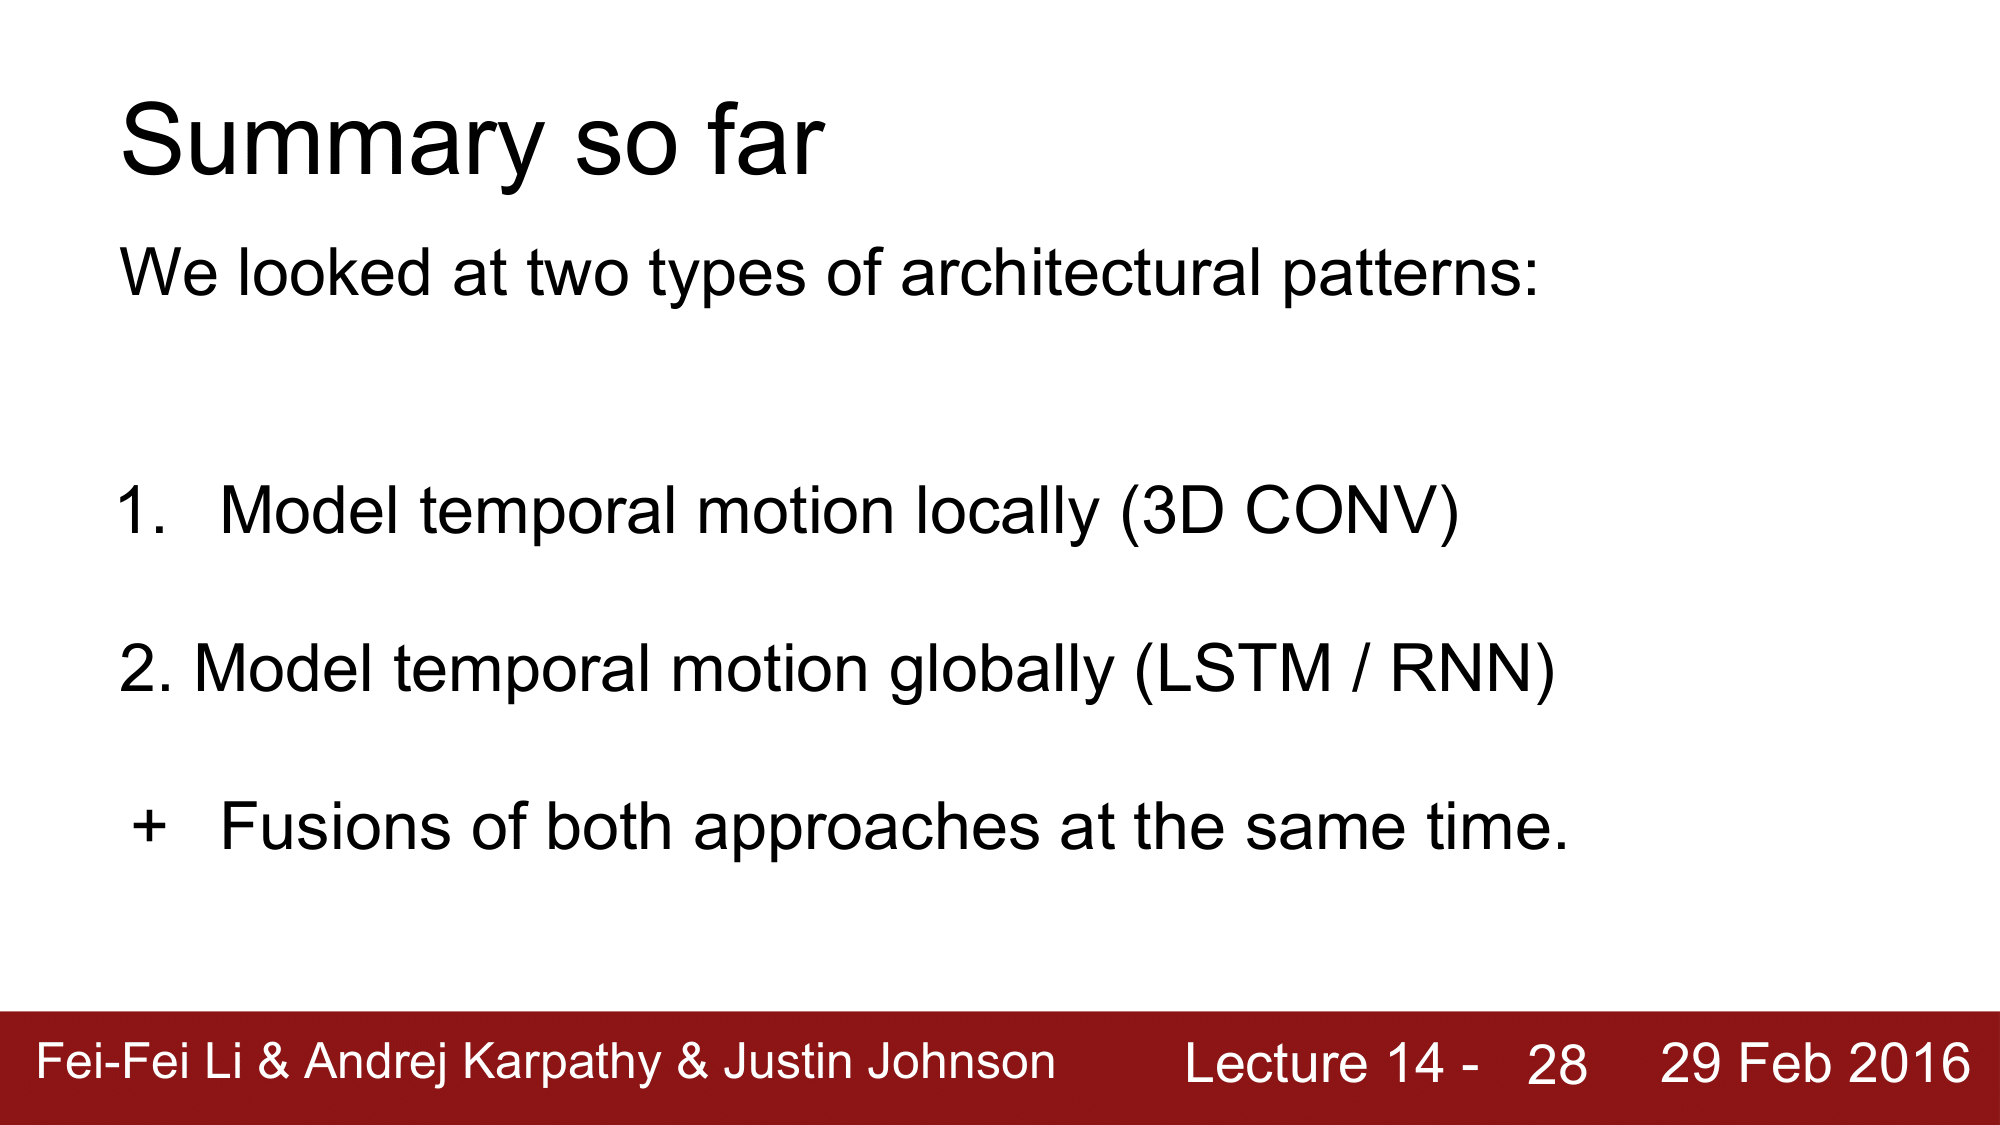 Summary so far
We looked at two types of architectural patterns:
1. Model temporal motion locally (3D CONV)
2. Model temporal motion globally (LSTM / RNN)
+ Fusions of both approaches at the same time.
Fei-Fei Li & Andrej Karpathy & Justin Johnson Lecture 14 - 28 29 Feb 2016